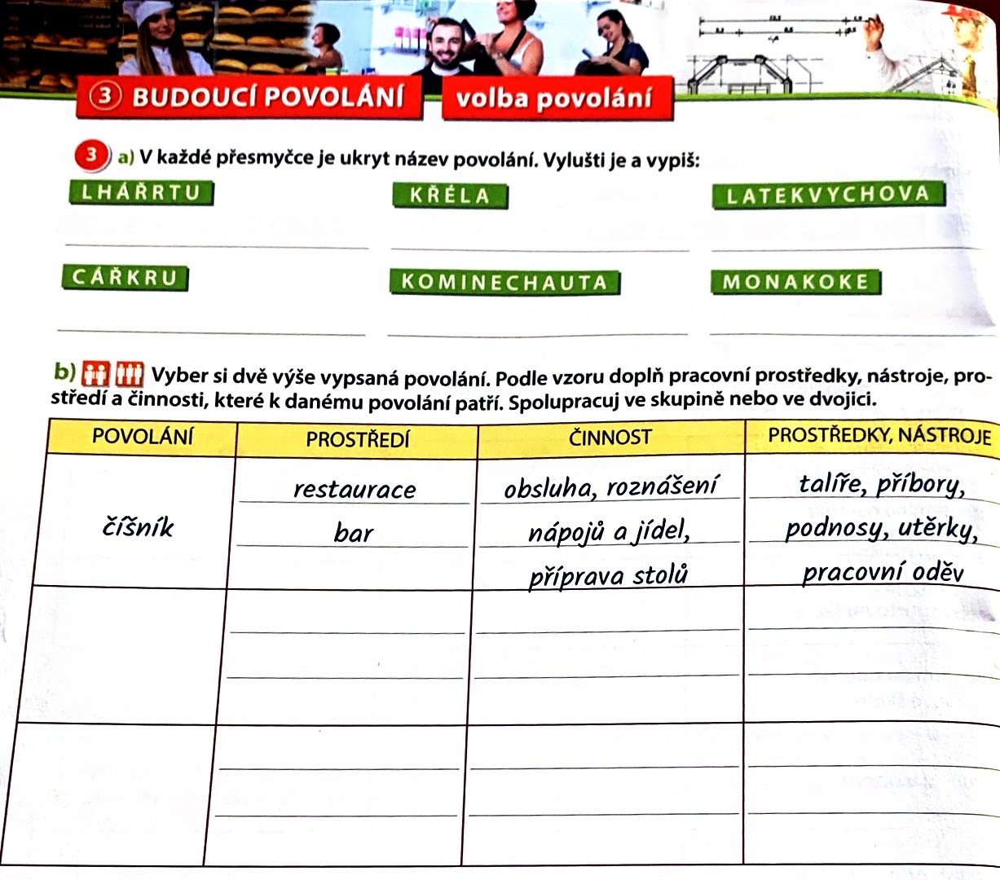 3 BUDOUCÍ POVOLÁNÍ volba povolání
3 a) V každé přesmyčce je ukryt název povolání. Vylušti je a vypiš:
LHÁŘRTU KŘÉLA LATEKVYCHOVA
CÁŘKRU KOMINECHAUTA MONAKOKE
b) Vyber si dvě výše vypsaná povolání. Podle vzoru doplň pracovní prostředky, nástroje, pro-
středí a činnosti, které k danému povolání patří. Spolupracuj ve skupině nebo ve dvojici.
POVOLÁNÍ PROSTŘEDÍ ČINNOST PROSTŘEDKY, NÁSTROJE
číšník
restaurace
bar
obsluha, roznášení
nápojů a jídel,
příprava stolů
talíře, příbory,
podnosy, utěrky,
pracovní oděv